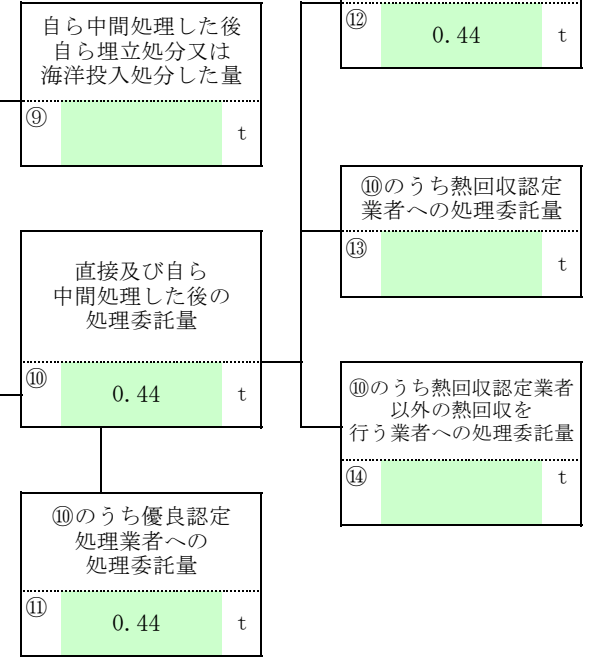 自ら中間処理した後
自ら埋立処分又は
海洋投入処分した量
⑨ t
⑫ 0.44 t
⑩のうち熱回収認定
業者への処理委託量
⑬ t
直接及び自ら
中間処理した後の
処理委託量
⑩ 0.44 t
⑩のうち熱回収認定業者
以外の熱回収を
行う業者への処理委託量
⑭ t
⑩のうち優良認定
処理業者への
処理委託量
⑪ 0.44 t